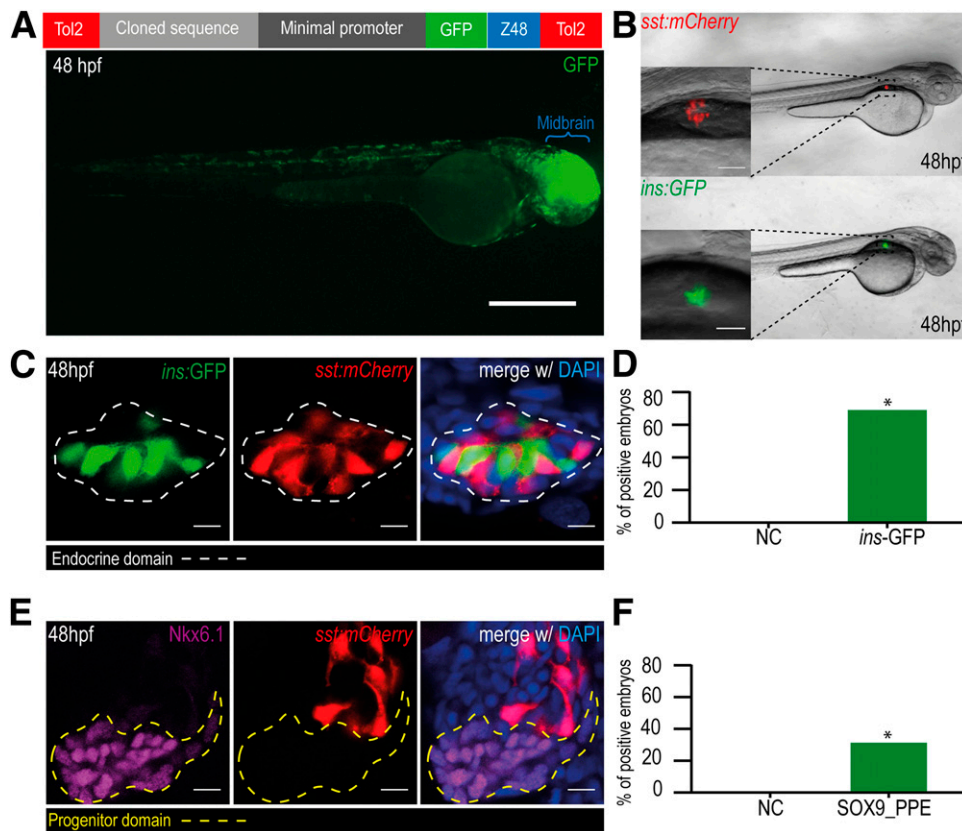 A
Tol2 Cloned sequence Minimal promoter GFP Z48 Tol2
48 hpf GFP
Midbrain
B
sst:mCherry
48hpf
ins:GFP
48hpf
C
48hpf ins:GFP sst:mCherry merge w/ DAPI
Endocrine domain
D
% of positive embryos
80
60
40
20
0
*
NC ins-GFP
E
48hpf Nkx6.1 sst:mCherry merge w/ DAPI
Progenitor domain
F
% of positive embryos
80
60
40
20
0
*
NC SOX9_PPE